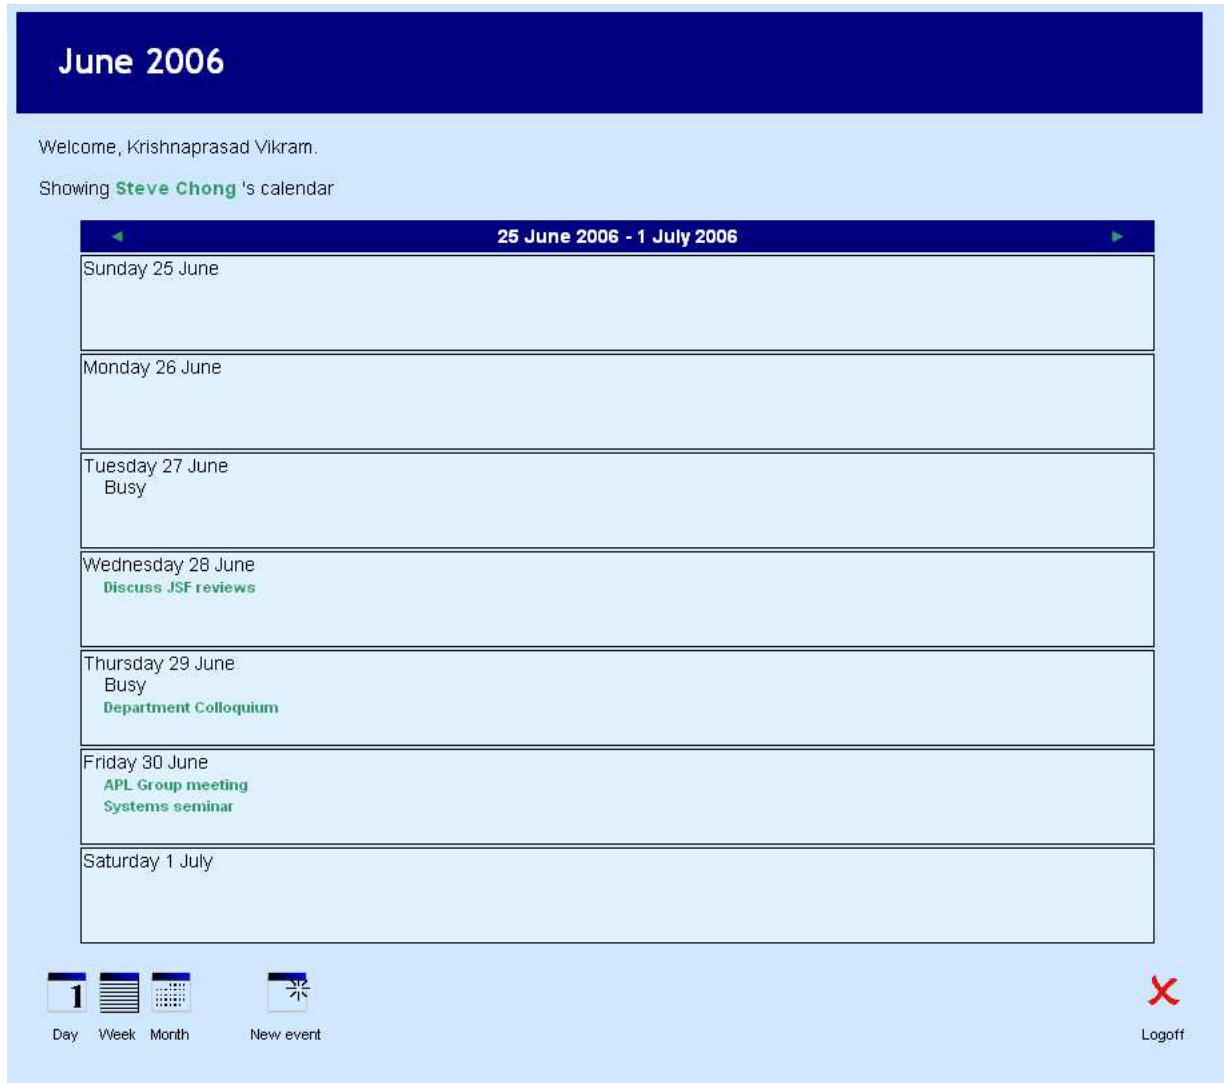 June 2006
Welcome, Krishnaprasad Vikram.
Showing Steve Chong 's calendar
25 June 2006 - 1 July 2006
Sunday 25 June
Monday 26 June
Tuesday 27 June
Busy
Wednesday 28 June
Discuss JSF reviews
Thursday 29 June
Busy
Department Colloquium
Friday 30 June
APL Group meeting
Systems seminar
Saturday 1 July
1
Day Week Month New event Logoff